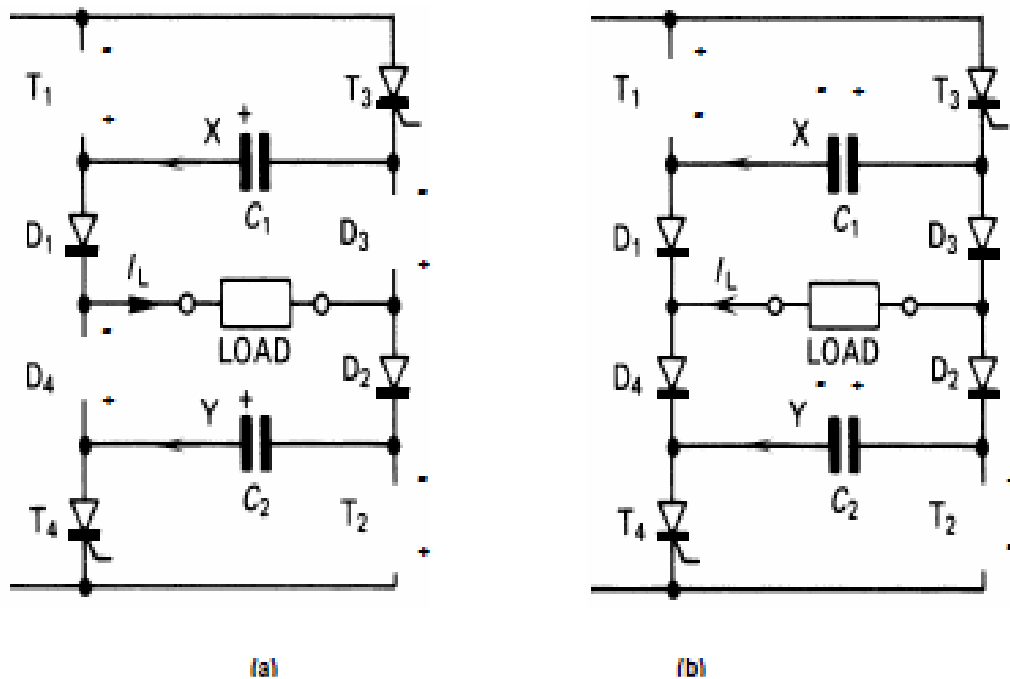 - +
T1 T3 T1 - + T3
+ + -
X X
C1 C1
- +
D1 D3 D1 D3
IL + IL
LOAD LOAD
-
D4 D2 D4 D2
+ Y + Y - +
C2 C2
- +
T4 T2 T4 T2
+ -
(a) (b)